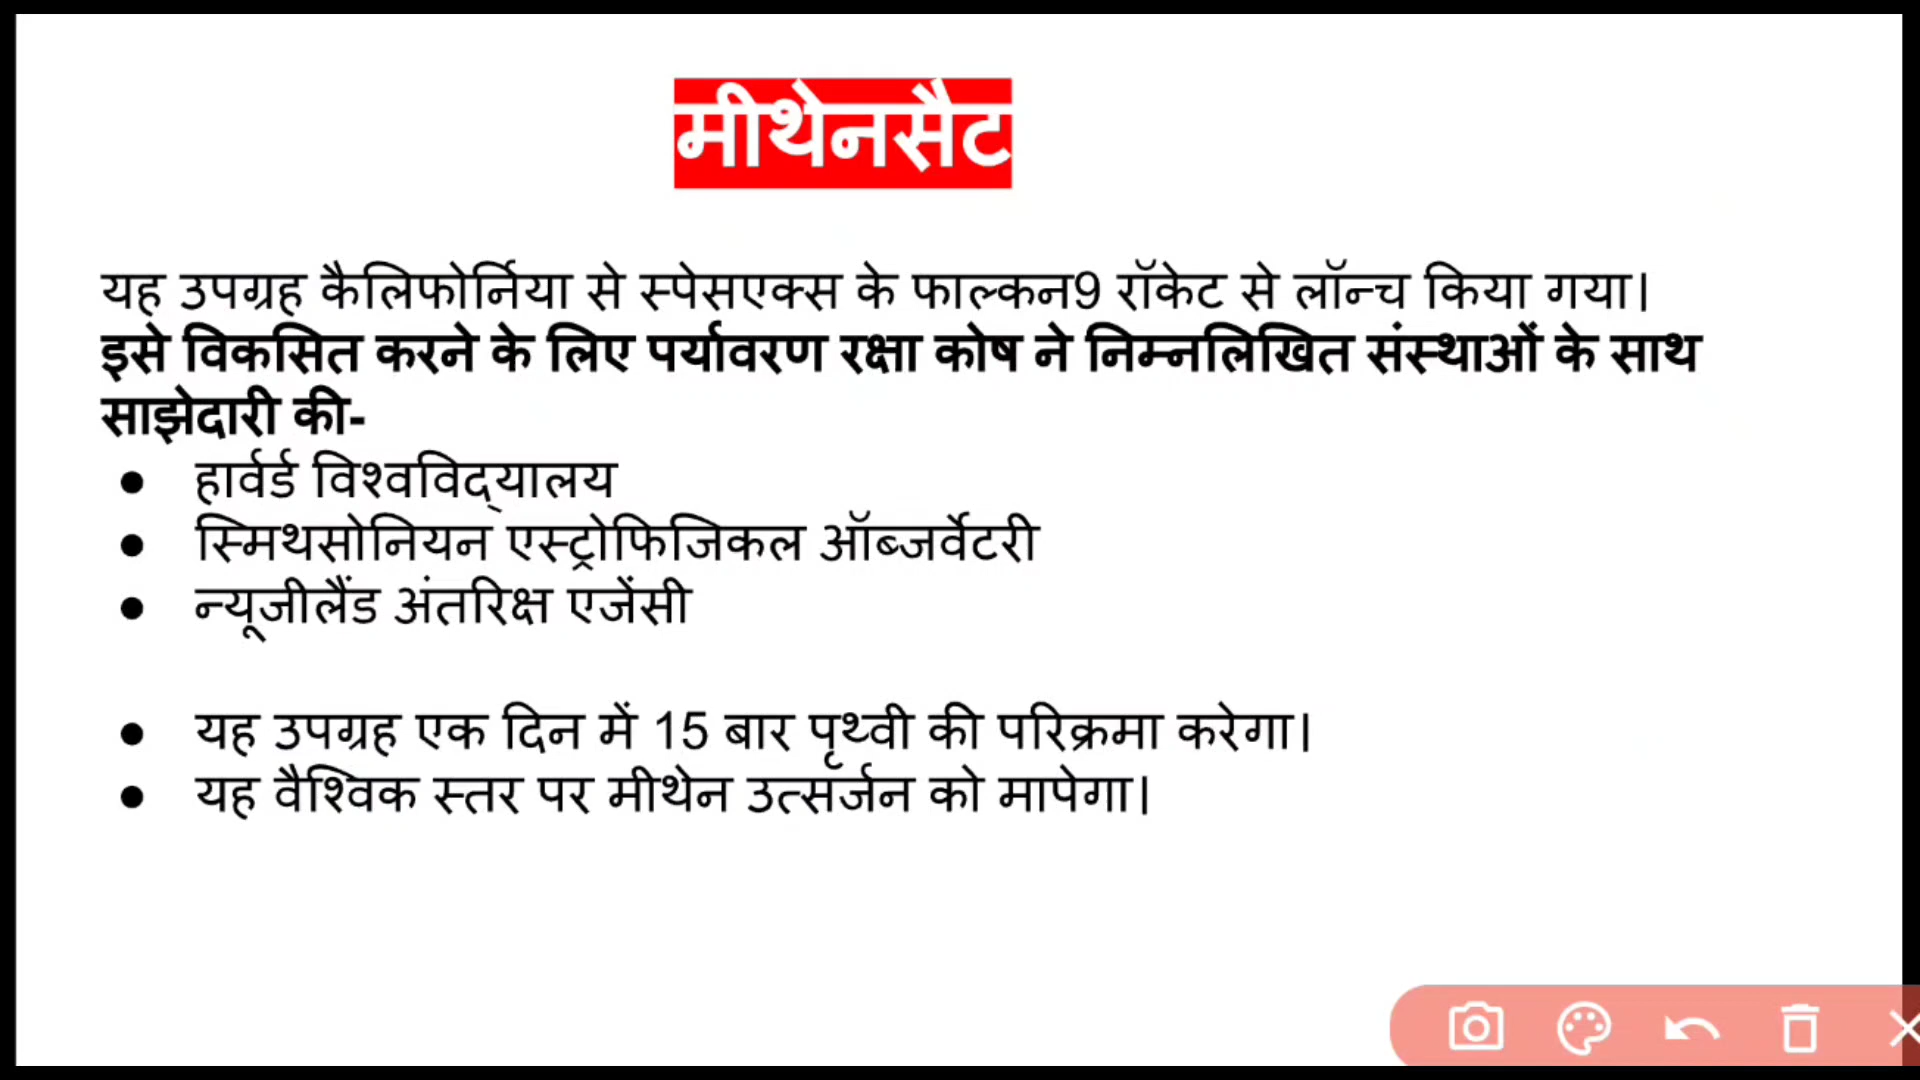 मीथेनसैट
यह उपग्रह कैलिफोर्निया से स्पेसएक्स के फाल्कन9 रॉकेट से लॉन्च किया गया।
इसे विकसित करने के लिए पर्यावरण रक्षा कोष ने निम्नलिखित संस्थाओं के साथ
साझेदारी की-
● हार्वर्ड विश्वविद्यालय
● स्मिथसोनियन एस्ट्रोफिजिकल ऑब्जर्वेटरी
● न्यूजीलैंड अंतरिक्ष एजेंसी
● यह उपग्रह एक दिन में 15 बार पृथ्वी की परिक्रमा करेगा।
● यह वैश्विक स्तर पर मीथेन उत्सर्जन को मापेगा।